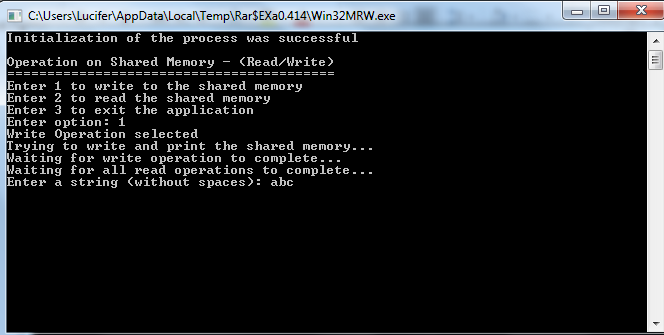 C:\Users\Lucifer\AppData\Local\Temp\Rar$EXa0.414\Win32MRW.exe
Initialization of the process was successful
Operation on Shared Memory - (Read/Write)
=========================================
Enter 1 to write to the shared memory
Enter 2 to read the shared memory
Enter 3 to exit the application
Enter option: 1
Write Operation selected
Trying to write and print the shared memory...
Waiting for write operation to complete...
Waiting for all read operations to complete...
Enter a string (without spaces): abc